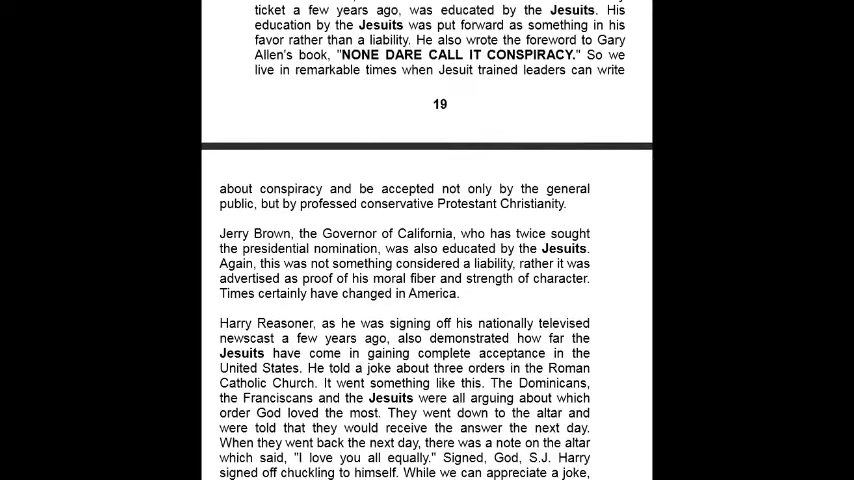 ticket a few years ago, was educated by the Jesuits. His
education by the Jesuits was put forward as something in his
favor rather than a liability. He also wrote the foreword to Gary
Allen's book, "NONE DARE CALL IT CONSPIRACY." So we
live in remarkable times when Jesuit trained leaders can write
19
about conspiracy and be accepted not only by the general
public, but by professed conservative Protestant Christianity.
Jerry Brown, the Governor of California, who has twice sought
the presidential nomination, was also educated by the Jesuits.
Again, this was not something considered a liability, rather it was
advertised as proof of his moral fiber and strength of character.
Times certainly have changed in America.
Harry Reasoner, as he was signing off his nationally televised
newscast a few years ago, also demonstrated how far the
Jesuits have come in gaining complete acceptance in the
United States. He told a joke about three orders in the Roman
Catholic Church. It went something like this. The Dominicans,
the Franciscans and the Jesuits were all arguing about which
order God loved the most. They went down to the altar and
were told that they would receive the answer the next day.
When they went back the next day, there was a note on the altar
which said, "I love you all equally." Signed, God, S.J. Harry
signed off chuckling to himself. While we can appreciate a joke,